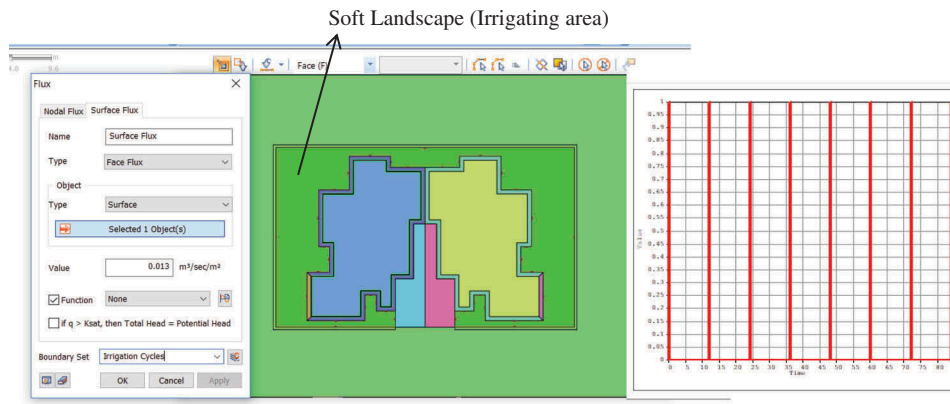 Soft Landscape (Irrigating area)
m
4.8 9.6
Face (F)
Flux
Nodal Flux Surface Flux
Name Surface Flux
Type Face Flux
Object
Type Surface
Selected 1 Object(s)
Value 0.013 m³/sec/m²
Function None
if q > Ksat, then Total Head = Potential Head
Boundary Set Irrigation Cycles
OK Cancel Apply
1
0.95
0.9
0.85
0.8
0.75
0.7
0.65
0.6
0.55
0.5
0.45
0.4
0.35
0.3
0.25
0.2
0.15
0.1
0.05
0
Value
0 5 10 15 20 25 30 35 40 45 50 55 60 65 70 75 80
Time